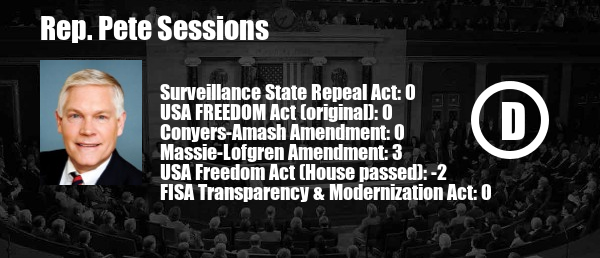 Rep. Pete Sessions
Surveillance State Repeal Act: 0
USA FREEDOM Act (original): 0
Conyers-Amash Amendment: 0
Massie-Lofgren Amendment: 3
USA Freedom Act (House passed): -2
FISA Transparency & Modernization Act: 0
D